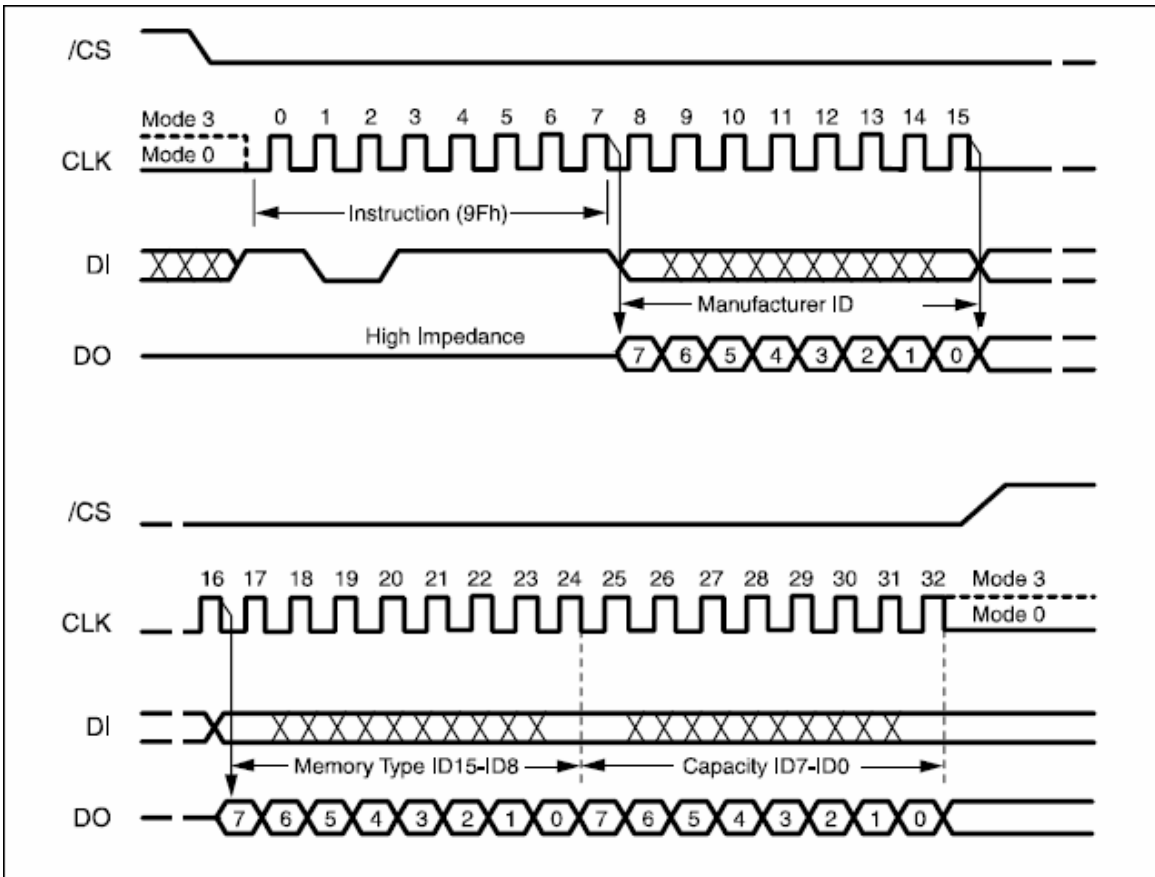 /CS
Mode 3 0 1 2 3 4 5 6 7 8 9 10 11 12 13 14 15
CLK Mode 0
Instruction (9Fh)
DI
Manufacturer ID
High Impedance
DO 7 6 5 4 3 2 1 0
/CS
16 17 18 19 20 21 22 23 24 25 26 27 28 29 30 31 32 Mode 3
CLK Mode 0
DI
Memory Type ID15-ID8 Capacity ID7-ID0
DO 7 6 5 4 3 2 1 0 7 6 5 4 3 2 1 0